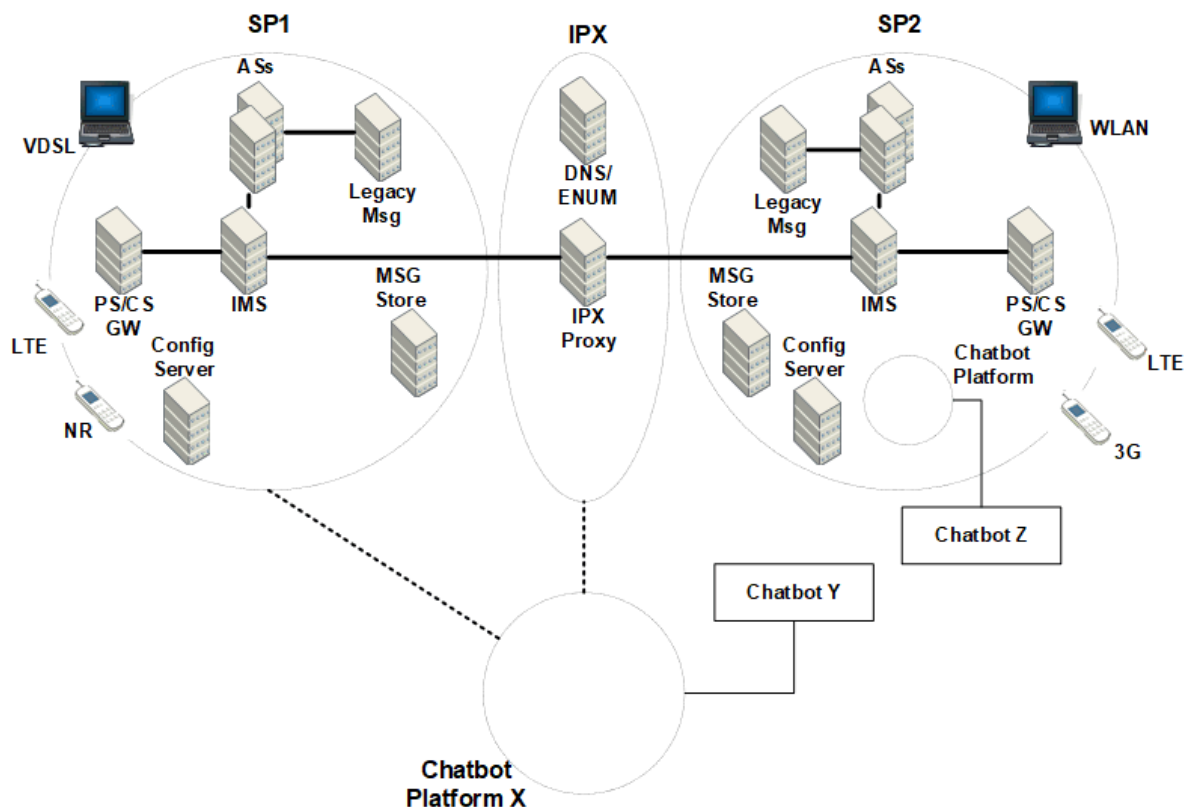 SP1
IPX
SP2
ASs
ASs
VDSL
WLAN
Legacy
Msg
DNS/
ENUM
Legacy
Msg
PS/CS
GW
IMS
MSG
Store
IPX
Proxy
MSG
Store
IMS
PS/CS
GW
LTE
Config
Server
Config
Server
Chatbot
Platform
LTE
NR
3G
Chatbot Z
Chatbot Y
Chatbot
Platform X